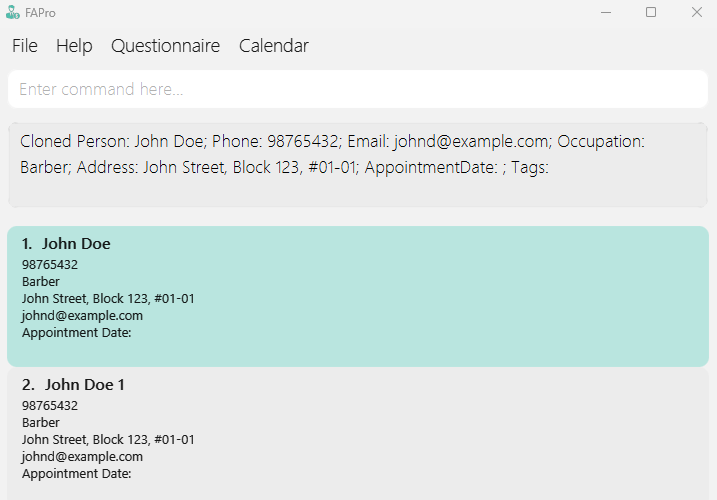 FAPro
File Help Questionnaire Calendar
Enter command here...
Cloned Person: John Doe; Phone: 98765432; Email: johnd@example.com; Occupation:
Barber; Address: John Street, Block 123, #01-01; AppointmentDate: ; Tags:
1. John Doe
98765432
Barber
John Street, Block 123, #01-01
johnd@example.com
Appointment Date:
2. John Doe 1
98765432
Barber
John Street, Block 123, #01-01
johnd@example.com
Appointment Date: